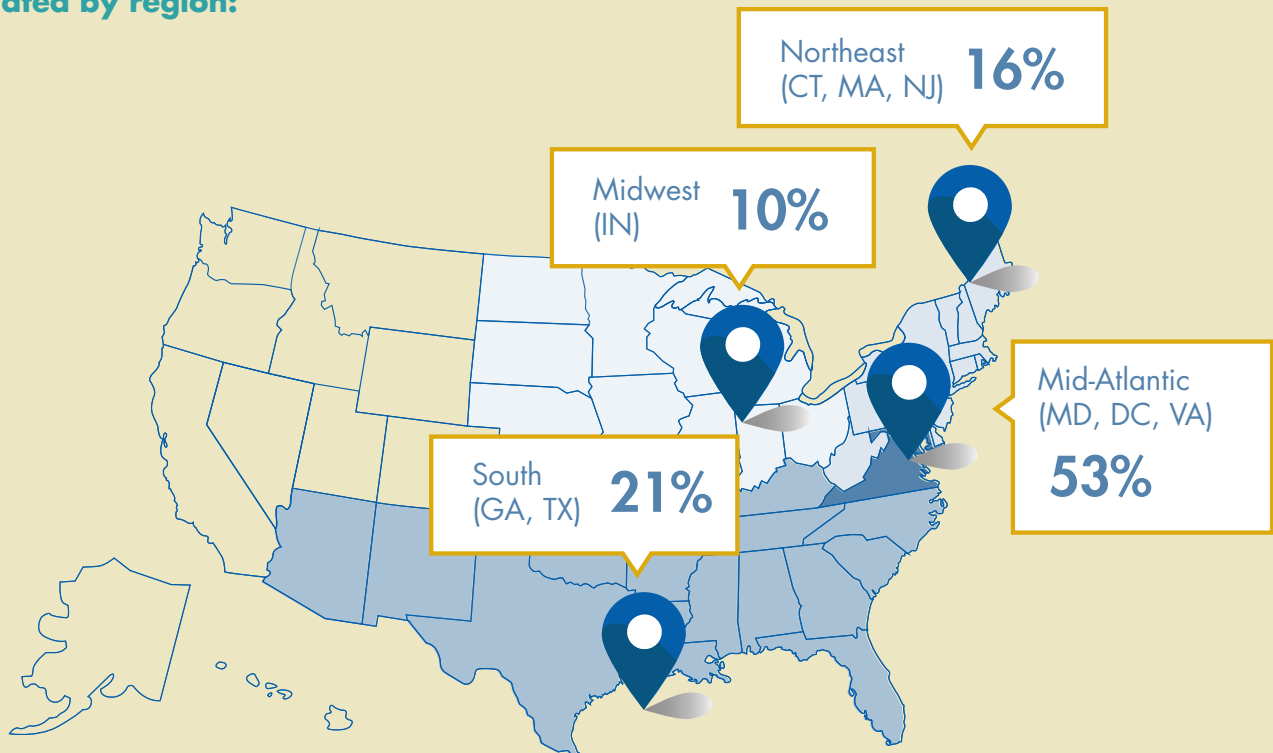 by region:
Northeast
(CT, MA, NJ)
16%
Midwest
(IN)
10%
Mid-Atlantic
(MD, DC, VA)
53%
South
(GA, TX)
21%